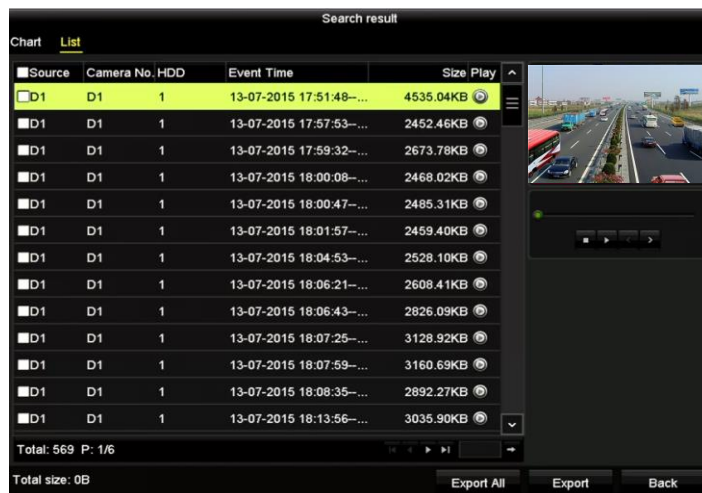 Search result
Chart List
Source Camera No. HDD Event Time Size Play
D1 D1 1 13-07-2015 17:51:48--... 4535.04KB
D1 D1 1 13-07-2015 17:57:53--... 2452.46KB
D1 D1 1 13-07-2015 17:59:32--... 2673.78KB
D1 D1 1 13-07-2015 18:00:08--... 2468.02KB
D1 D1 1 13-07-2015 18:00:47--... 2485.31KB
D1 D1 1 13-07-2015 18:01:57--... 2459.40KB
D1 D1 1 13-07-2015 18:04:53--... 2528.10KB
D1 D1 1 13-07-2015 18:06:21--... 2608.41KB
D1 D1 1 13-07-2015 18:06:43--... 2826.09KB
D1 D1 1 13-07-2015 18:07:25--... 3128.92KB
D1 D1 1 13-07-2015 18:07:59--... 3160.69KB
D1 D1 1 13-07-2015 18:08:35--... 2892.27KB
D1 D1 1 13-07-2015 18:13:56--... 3035.90KB
Total: 569 P: 1/6
Total size: 0B Export All Export Back